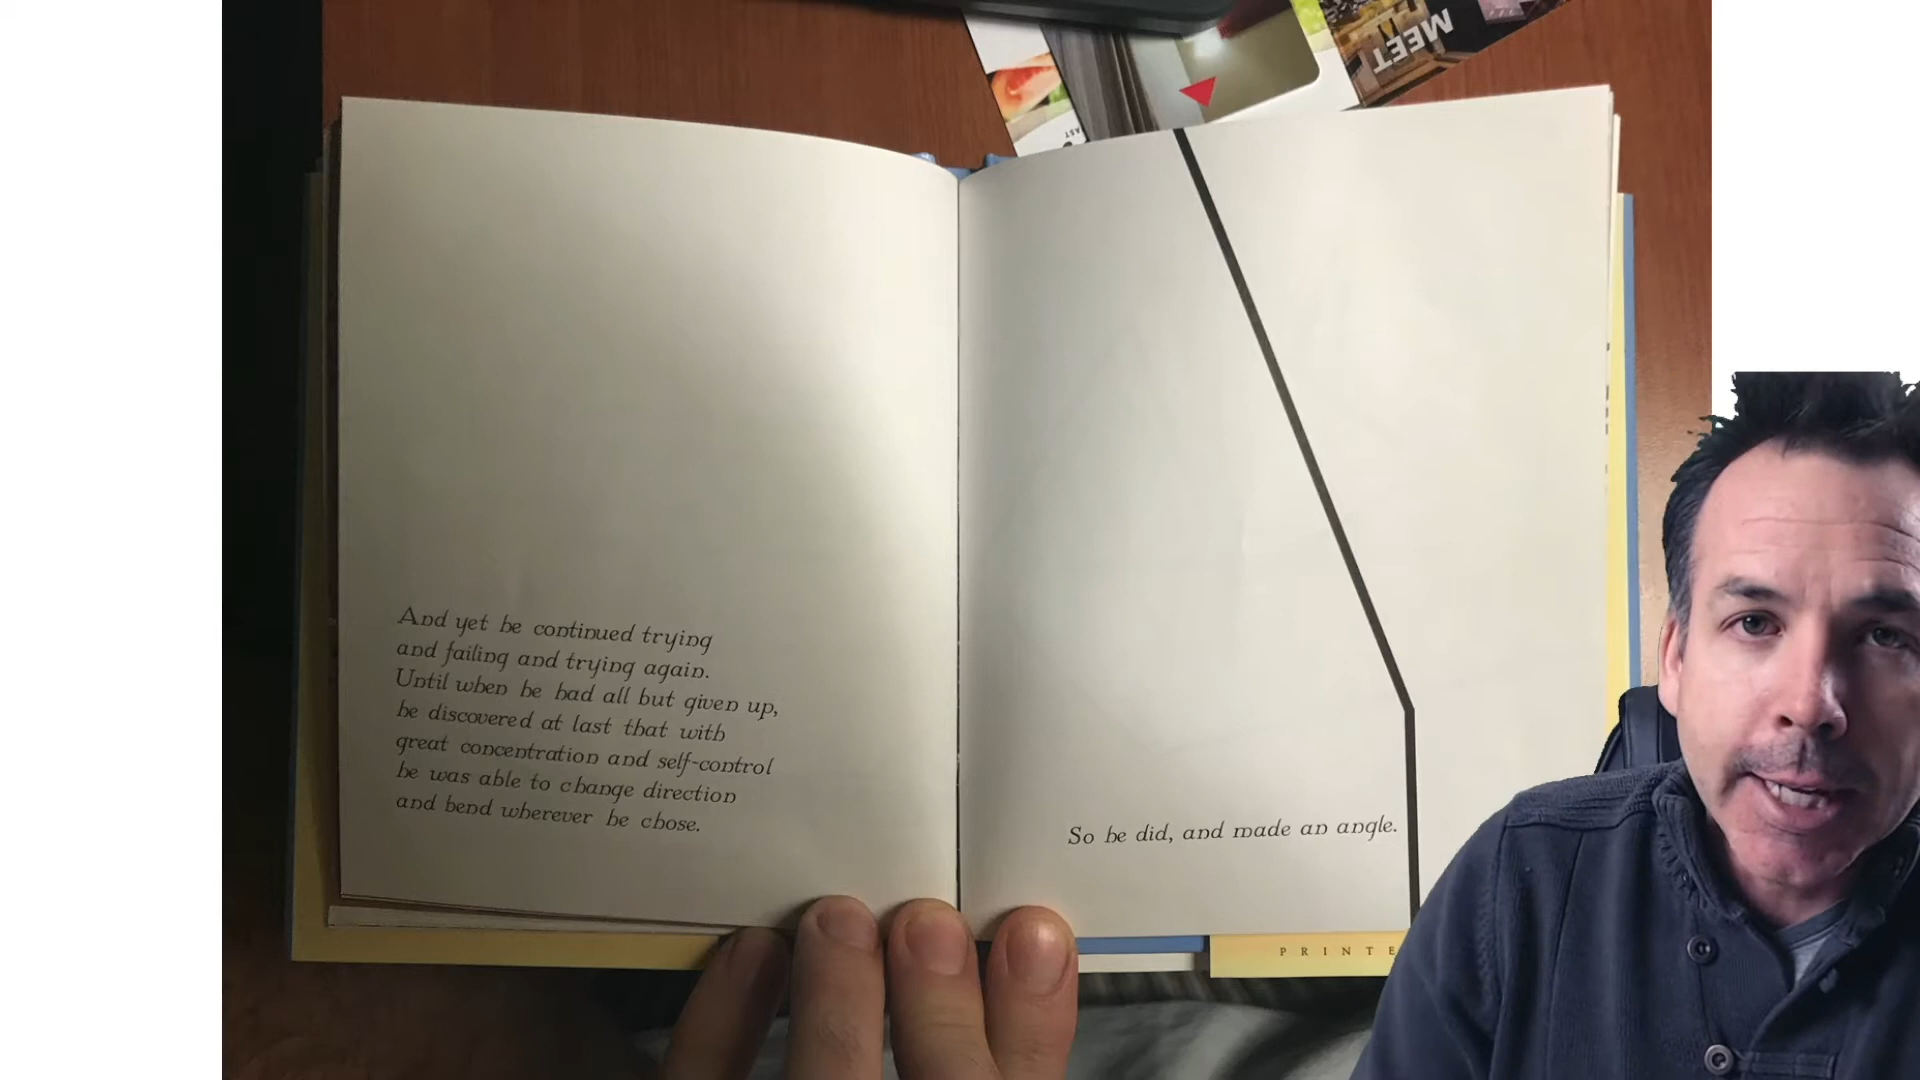 MEET
And yet he continued trying
and failing and trying again.
Until when he had all but given up,
he discovered at last that with
great concentration and self-control
he was able to change direction
and bend wherever he chose.
So he did, and made an angle.
PRINTE